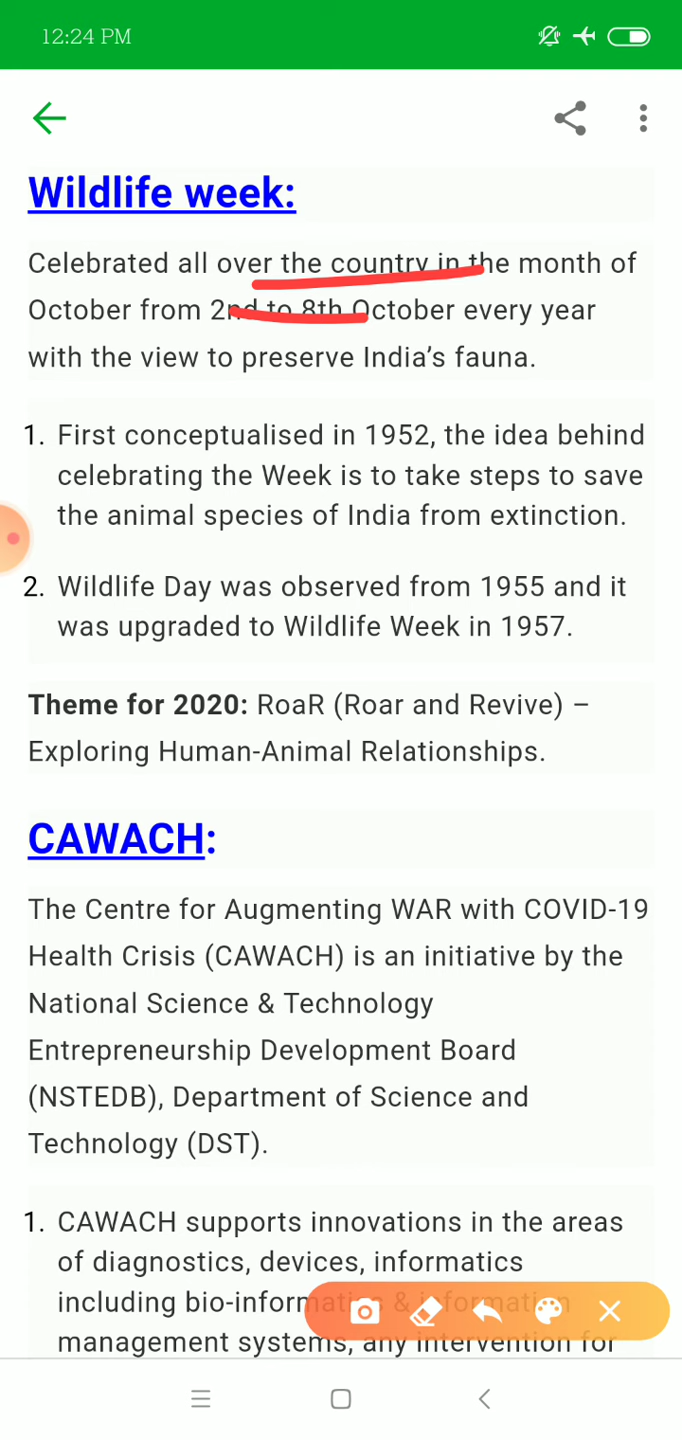 12:24 PM
Wildlife week:
Celebrated all over the country in the month of
October from 2nd to 8th October every year
with the view to preserve India’s fauna.
1. First conceptualised in 1952, the idea behind
celebrating the Week is to take steps to save
the animal species of India from extinction.
2. Wildlife Day was observed from 1955 and it
was upgraded to Wildlife Week in 1957.
Theme for 2020: RoaR (Roar and Revive) –
Exploring Human-Animal Relationships.
CAWACH:
The Centre for Augmenting WAR with COVID-19
Health Crisis (CAWACH) is an initiative by the
National Science & Technology
Entrepreneurship Development Board
(NSTEDB), Department of Science and
Technology (DST).
1. CAWACH supports innovations in the areas
of diagnostics, devices, informatics
including bio-informatics & information
management systems, any intervention for